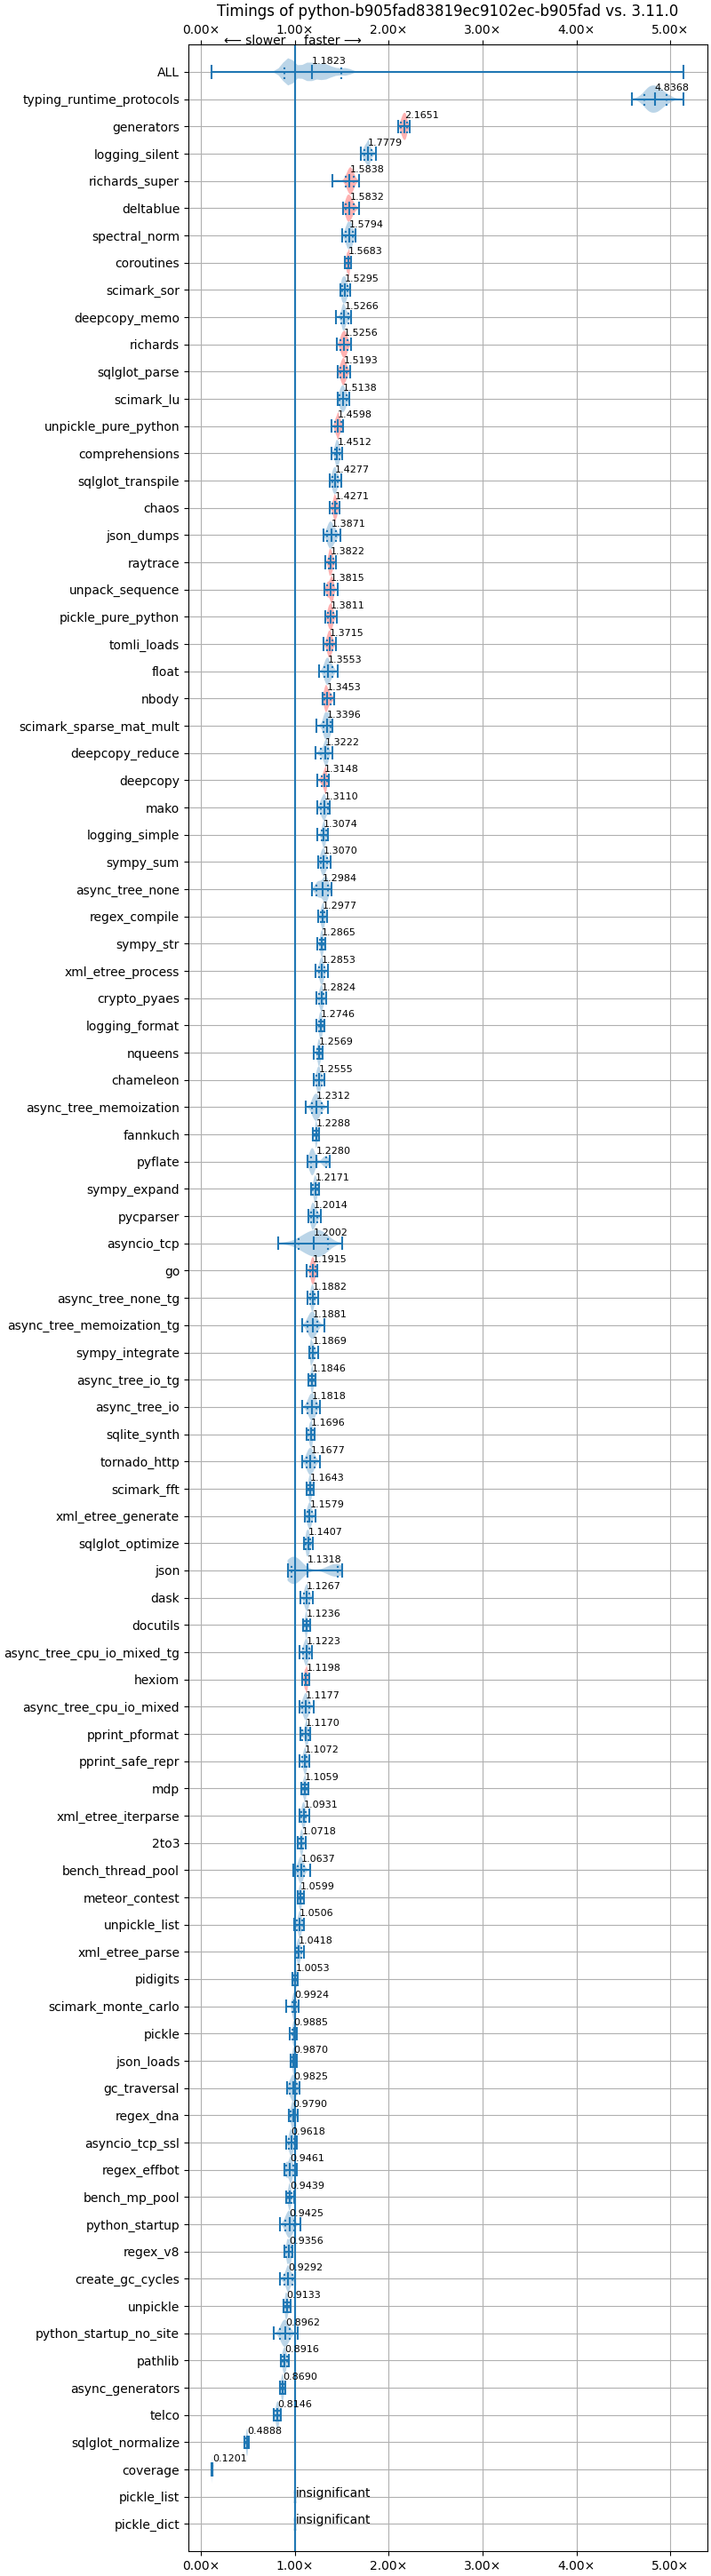 Timings of python-b905fad83819ec9102ec-b905fad vs. 3.11.0
0.00× 1.00× 2.00× 3.00× 4.00× 5.00×
⟵ slower faster ⟶
ALL 1.1823
typing_runtime_protocols 4.8368
generators 2.1651
logging_silent 1.7779
richards_super 1.5838
deltablue 1.5832
spectral_norm 1.5794
coroutines 1.5683
scimark_sor 1.5295
deepcopy_memo 1.5266
richards 1.5256
sqlglot_parse 1.5193
scimark_lu 1.5138
unpickle_pure_python 1.4598
comprehensions 1.4512
sqlglot_transpile 1.4277
chaos 1.4271
json_dumps 1.3871
raytrace 1.3822
unpack_sequence 1.3815
pickle_pure_python 1.3811
tomli_loads 1.3715
float 1.3553
nbody 1.3453
scimark_sparse_mat_mult 1.3396
deepcopy_reduce 1.3222
deepcopy 1.3148
mako 1.3110
logging_simple 1.3074
sympy_sum 1.3070
async_tree_none 1.2984
regex_compile 1.2977
sympy_str 1.2865
xml_etree_process 1.2853
crypto_pyaes 1.2824
logging_format 1.2746
nqueens 1.2569
chameleon 1.2555
async_tree_memoization 1.2312
fannkuch 1.2288
pyflate 1.2280
sympy_expand 1.2171
pycparser 1.2014
asyncio_tcp 1.2002
go 1.1915
async_tree_none_tg 1.1882
async_tree_memoization_tg 1.1881
sympy_integrate 1.1869
async_tree_io_tg 1.1846
async_tree_io 1.1818
sqlite_synth 1.1696
tornado_http 1.1677
scimark_fft 1.1643
xml_etree_generate 1.1579
sqlglot_optimize 1.1407
json 1.1318
dask 1.1267
docutils 1.1236
async_tree_cpu_io_mixed_tg 1.1223
hexiom 1.1198
async_tree_cpu_io_mixed 1.1177
pprint_pformat 1.1170
pprint_safe_repr 1.1072
mdp 1.1059
xml_etree_iterparse 1.0931
2to3 1.0718
bench_thread_pool 1.0637
meteor_contest 1.0599
unpickle_list 1.0506
xml_etree_parse 1.0418
pidigits 1.0053
scimark_monte_carlo 0.9924
pickle 0.9885
json_loads 0.9870
gc_traversal 0.9825
regex_dna 0.9790
asyncio_tcp_ssl 0.9618
regex_effbot 0.9461
bench_mp_pool 0.9439
python_startup 0.9425
regex_v8 0.9356
create_gc_cycles 0.9292
unpickle 0.9133
python_startup_no_site 0.8962
pathlib 0.8916
async_generators 0.8690
telco 0.8146
sqlglot_normalize 0.4888
coverage 0.1201
pickle_list insignificant
pickle_dict insignificant
0.00× 1.00× 2.00× 3.00× 4.00× 5.00×